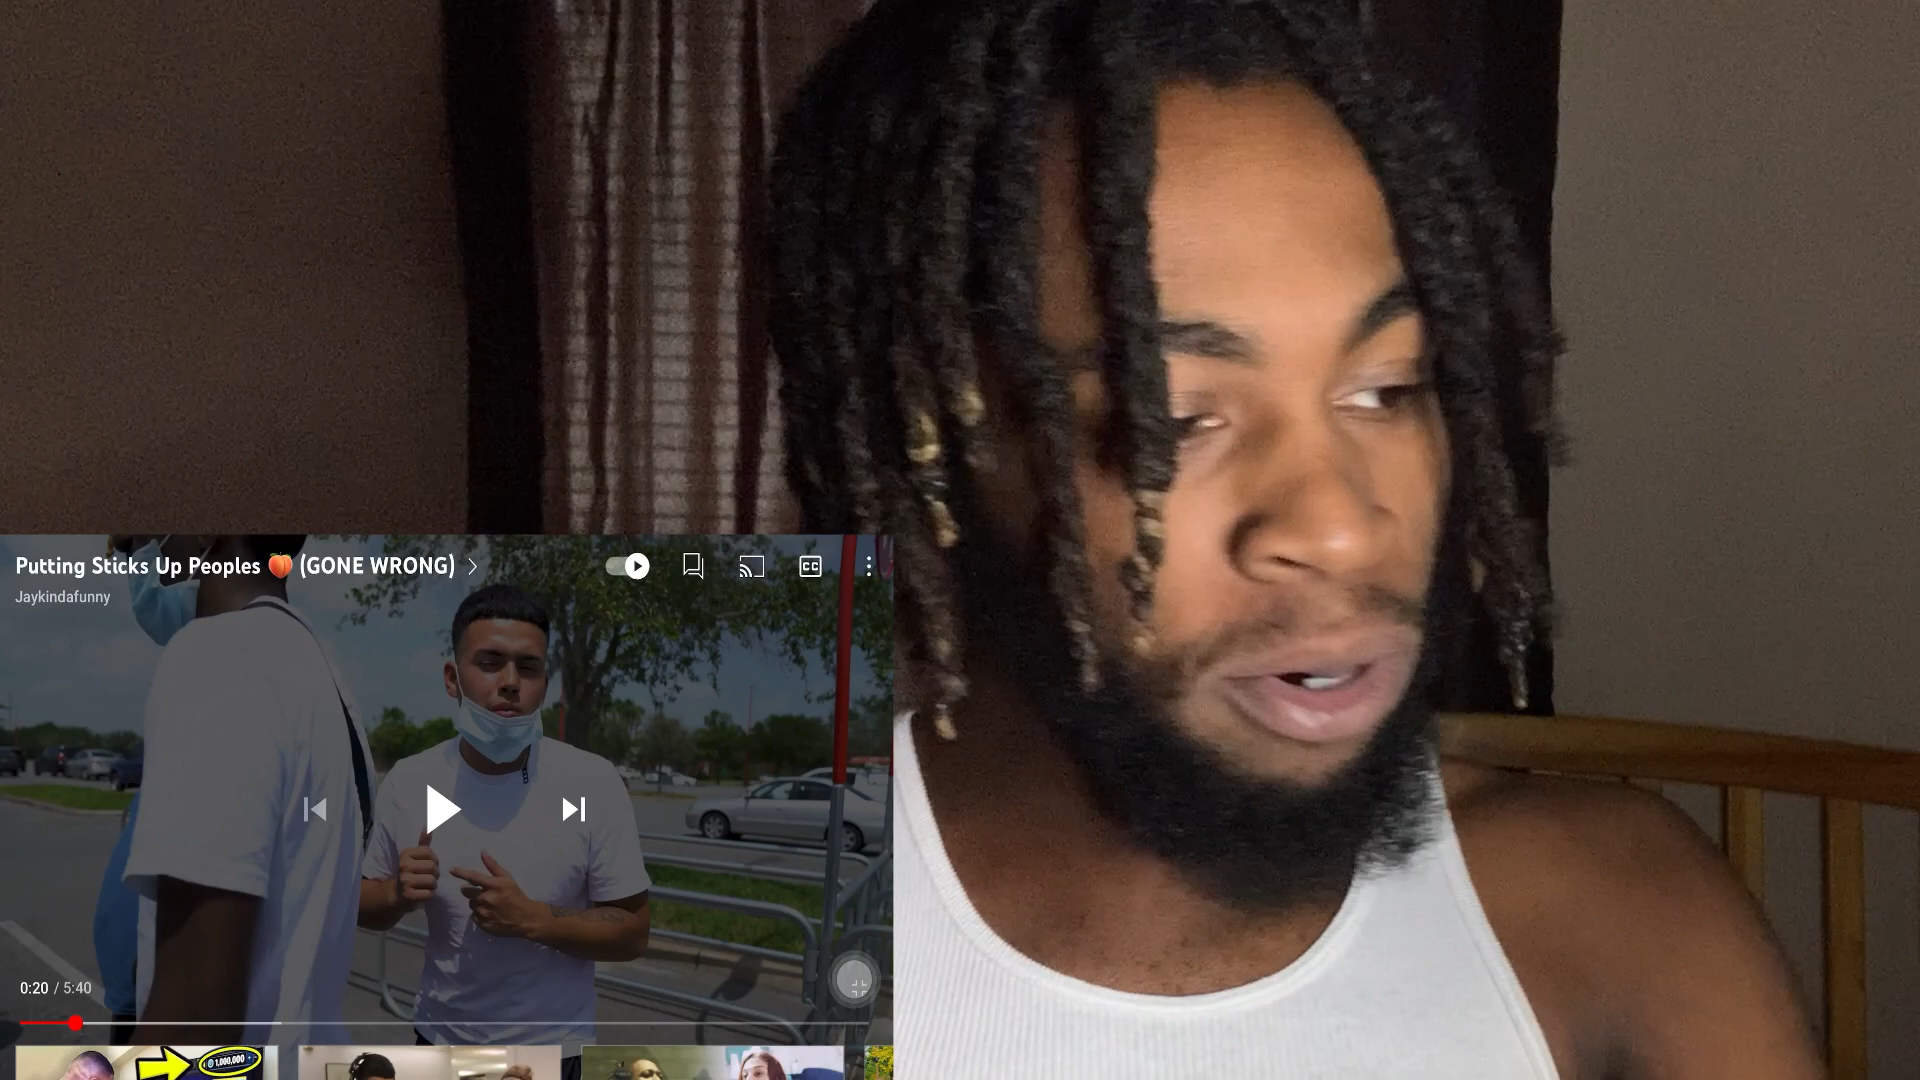 Putting Sticks Up Peoples 🍑 (GONE WRONG)
Jaykindafunny
CC
0:20 / 5:40
1,000,000